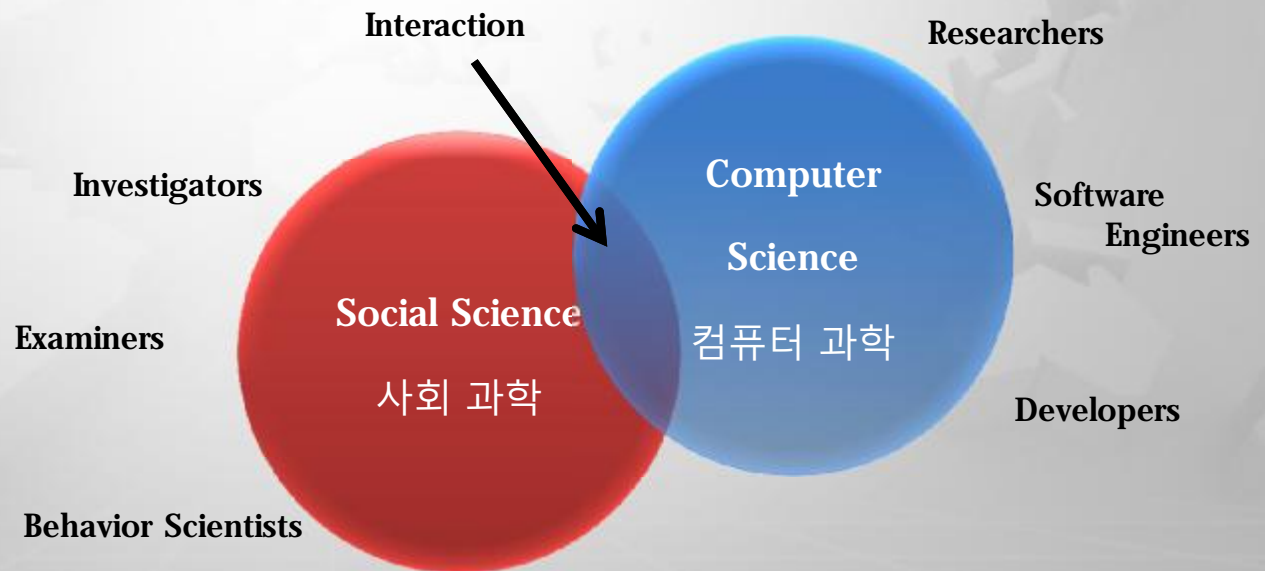 Interaction
Researchers
Investigators
Computer
Science
컴퓨터 과학
Software
Engineers
Social Science
사회 과학
Examiners
Developers
Behavior Scientists